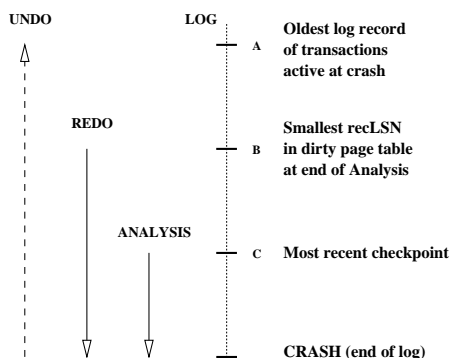 UNDO
LOG
A
Oldest log record
of transactions
active at crash
REDO
B
Smallest recLSN
in dirty page table
at end of Analysis
ANALYSIS
C
Most recent checkpoint
CRASH (end of log)